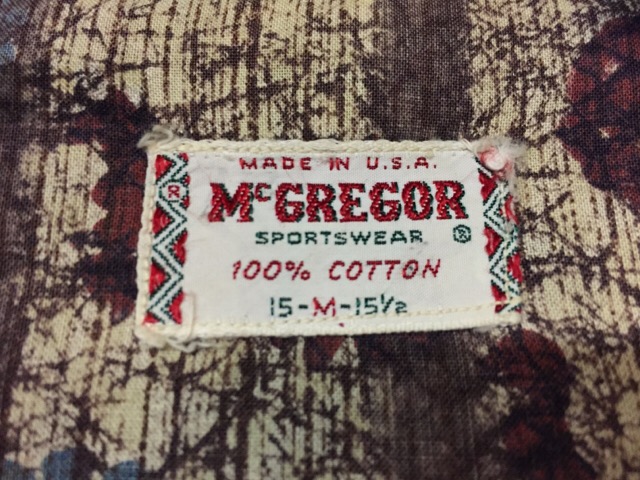 MADE IN U.S.A.
® McGREGOR
SPORTSWEAR ®
100% COTTON
15-M-15½